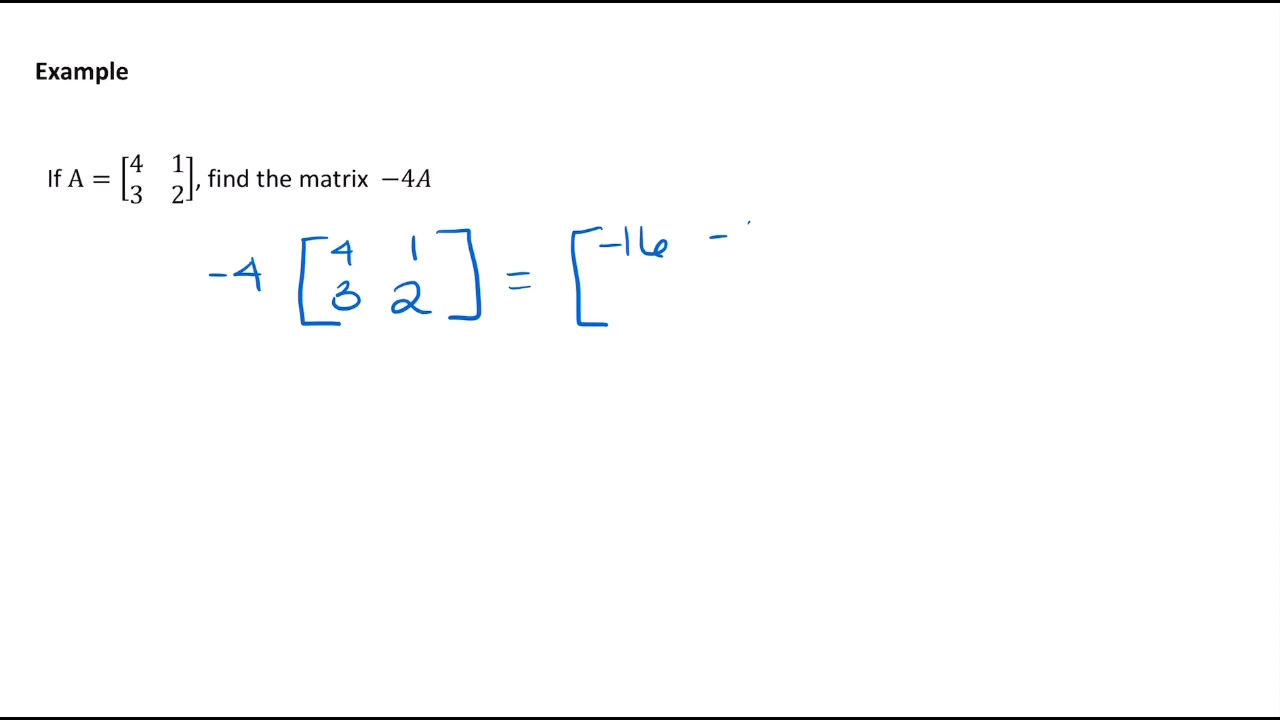 Example
If A = [4 1
3 2], find the matrix −4A
-4 [4 1
3 2] = [-16 -